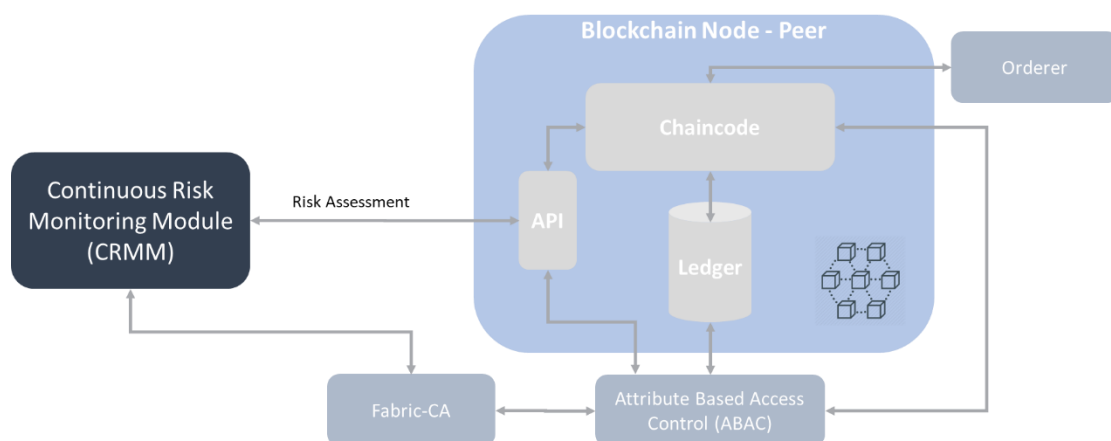 Blockchain Node - Peer
Orderer
Chaincode
Continuous Risk
Monitoring Module
(CRMM)
Risk Assessment
API
Ledger
Fabric-CA
Attribute Based Access
Control (ABAC)